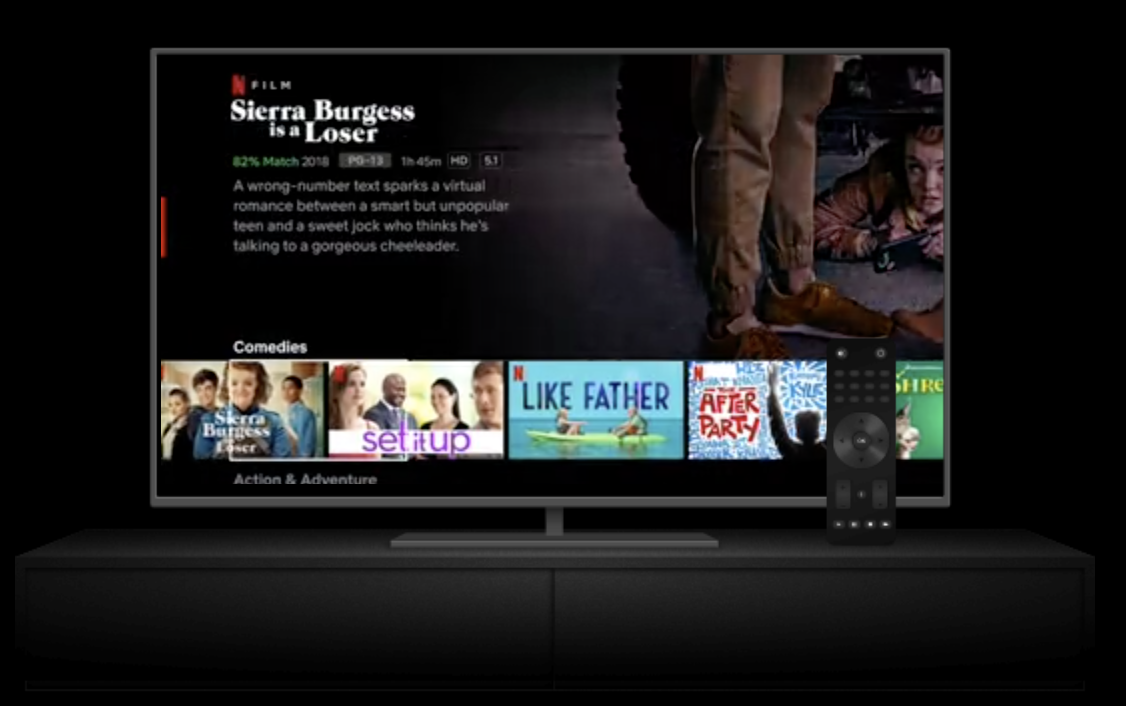 N FILM
Sierra Burgess
is a Loser
82% Match 2018 PG-13 1h 45m HD 5.1
A wrong-number text sparks a virtual
romance between a smart but unpopular
teen and a sweet jock who thinks he's
talking to a gorgeous cheeleader.
Comedies
Sierra
Burgess
Loser
set it up
N
LIKE FATHER
N
THE
AFTER
PARTY
KYLE
SHRE
Action & Adventure
OK